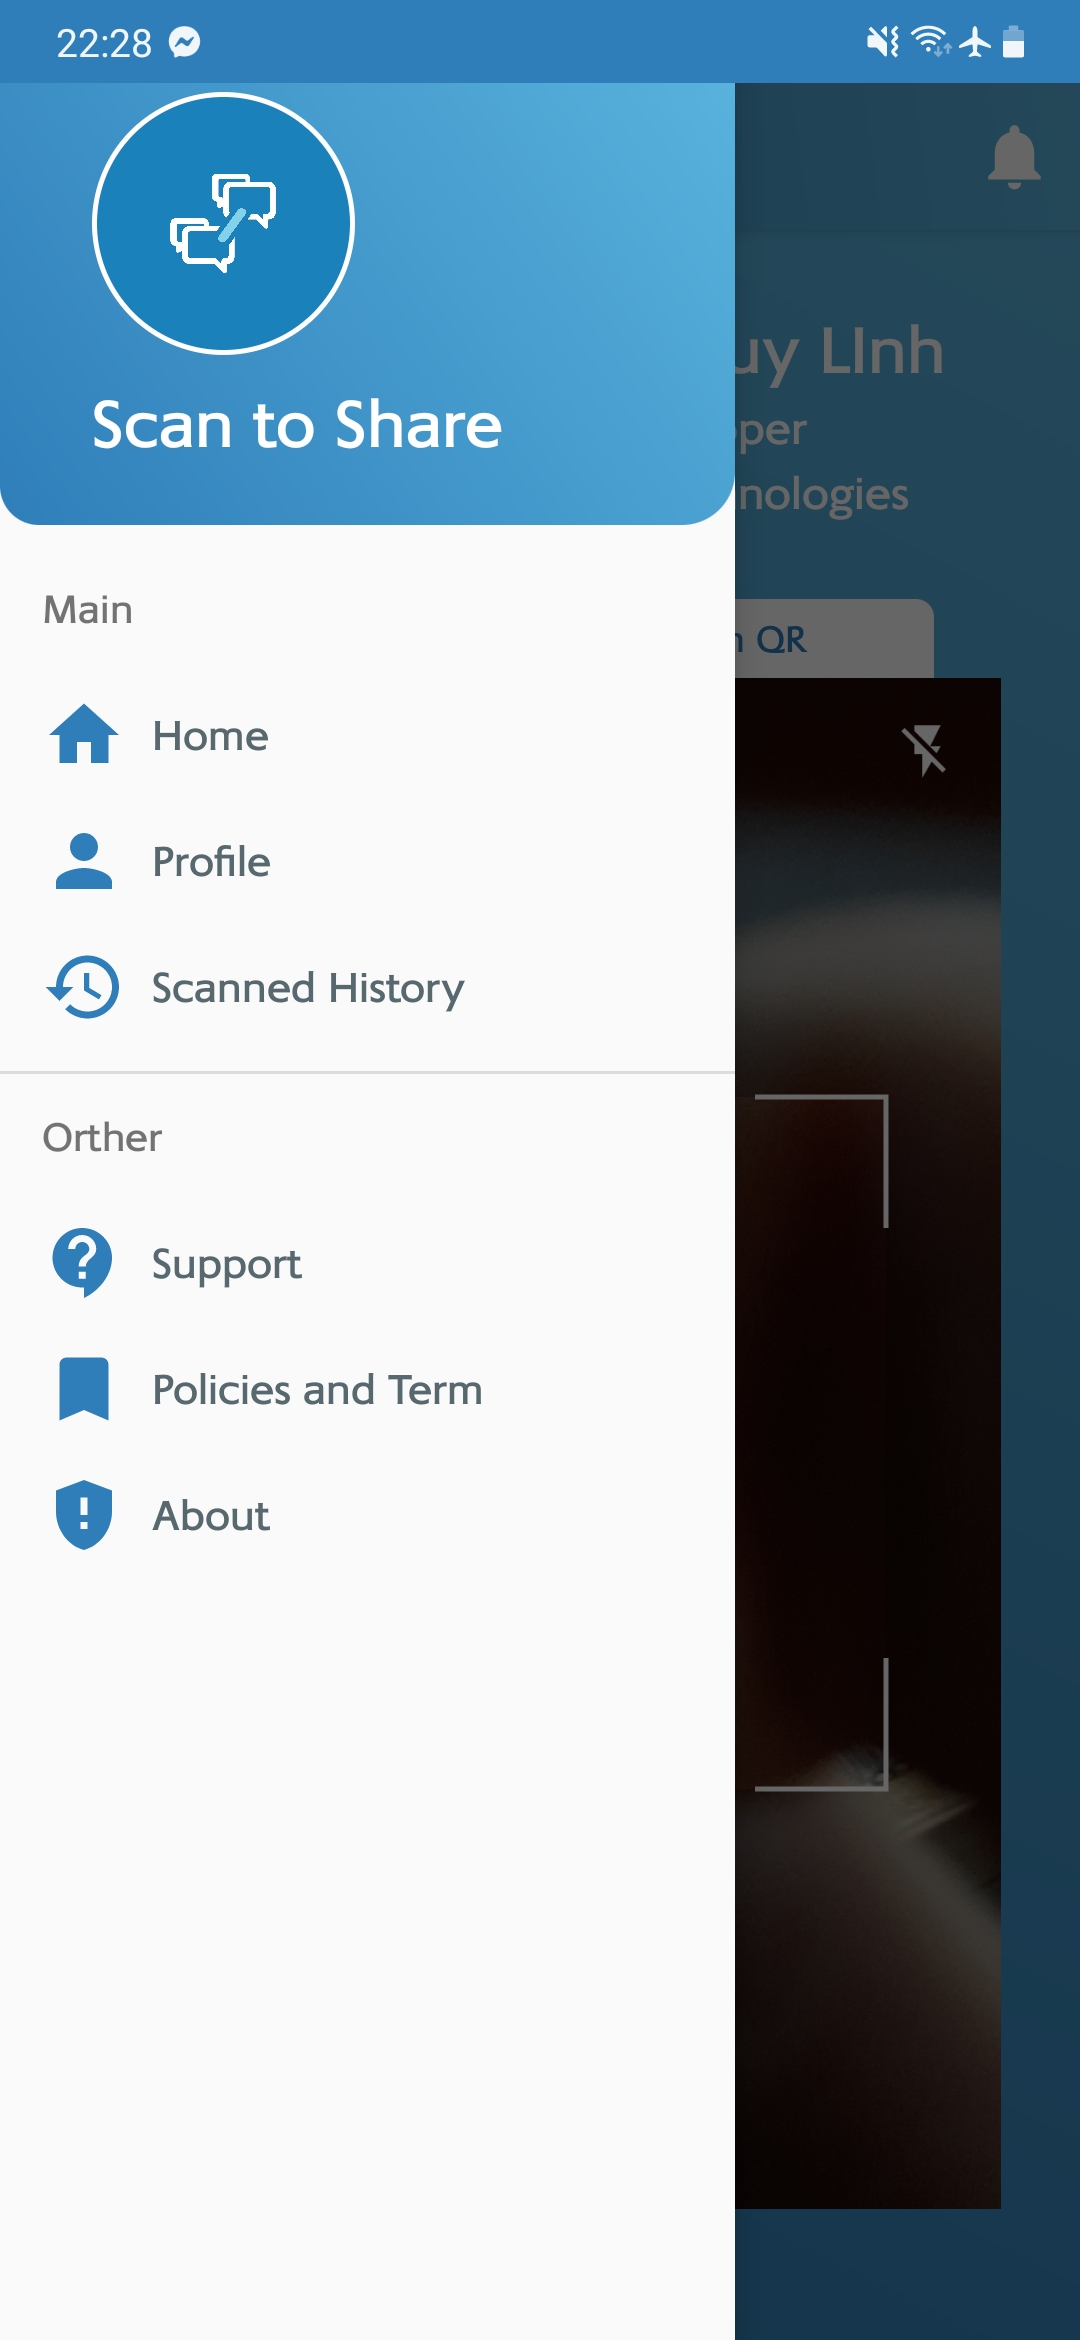 22:28
Scan to Share
uy LInh
per
nologies
QR
Main
Home
Profile
Scanned History
Orther
Support
Policies and Term
About